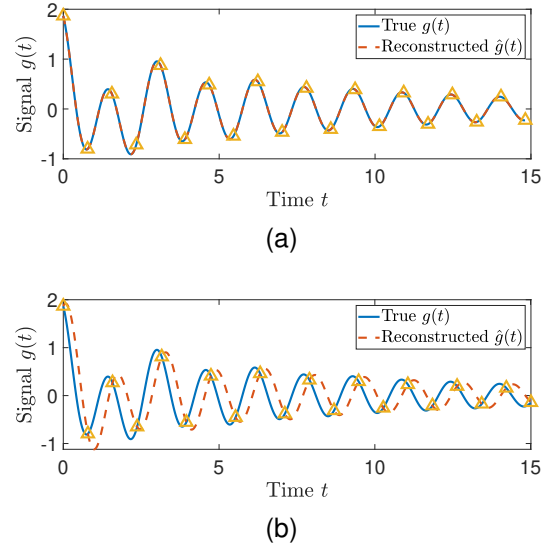 2
1
0
-1
Signal g(t)
True g(t)
Reconstructed ĝ(t)
0
5
10
15
Time t
(a)
2
1
0
-1
Signal g(t)
True g(t)
Reconstructed ĝ(t)
0
5
10
15
Time t
(b)